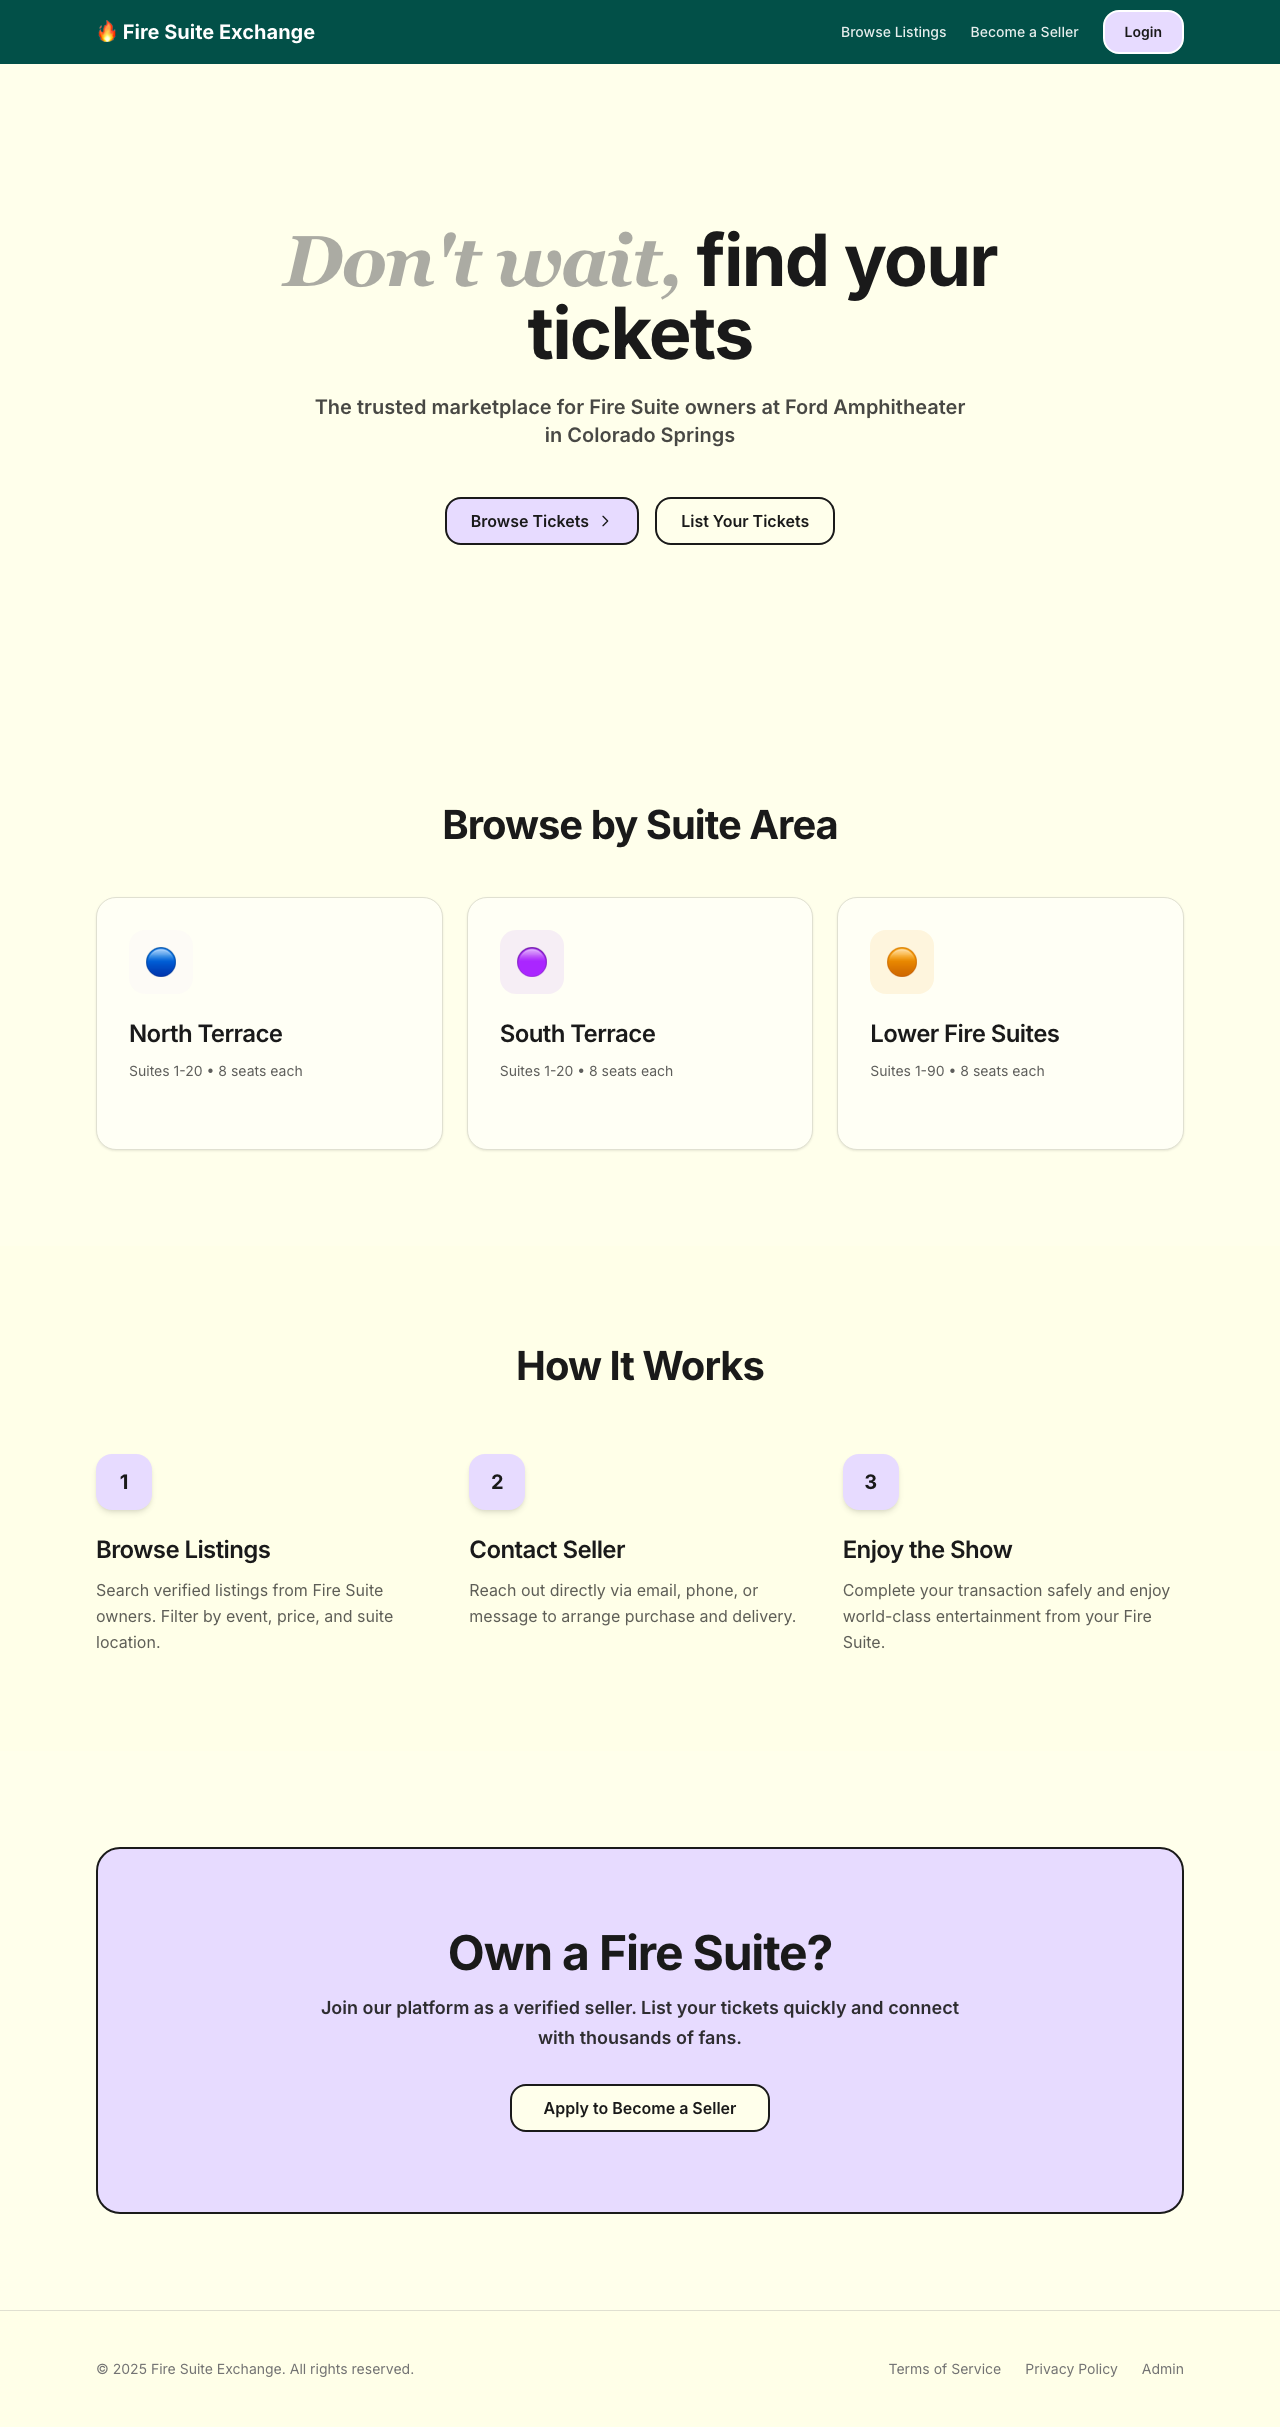 Fire Suite Exchange
Browse Listings
Become a Seller
Login
Don't wait, find your
tickets
The trusted marketplace for Fire Suite owners at Ford Amphitheater
in Colorado Springs
Browse Tickets
List Your Tickets
Browse by Suite Area
North Terrace
Suites 1-20 • 8 seats each
South Terrace
Suites 1-20 • 8 seats each
Lower Fire Suites
Suites 1-90 • 8 seats each
How It Works
1
Browse Listings
Search verified listings from Fire Suite
owners. Filter by event, price, and suite
location.
2
Contact Seller
Reach out directly via email, phone, or
message to arrange purchase and delivery.
3
Enjoy the Show
Complete your transaction safely and enjoy
world-class entertainment from your Fire
Suite.
Own a Fire Suite?
Join our platform as a verified seller. List your tickets quickly and connect
with thousands of fans.
Apply to Become a Seller
© 2025 Fire Suite Exchange. All rights reserved.
Terms of Service
Privacy Policy
Admin